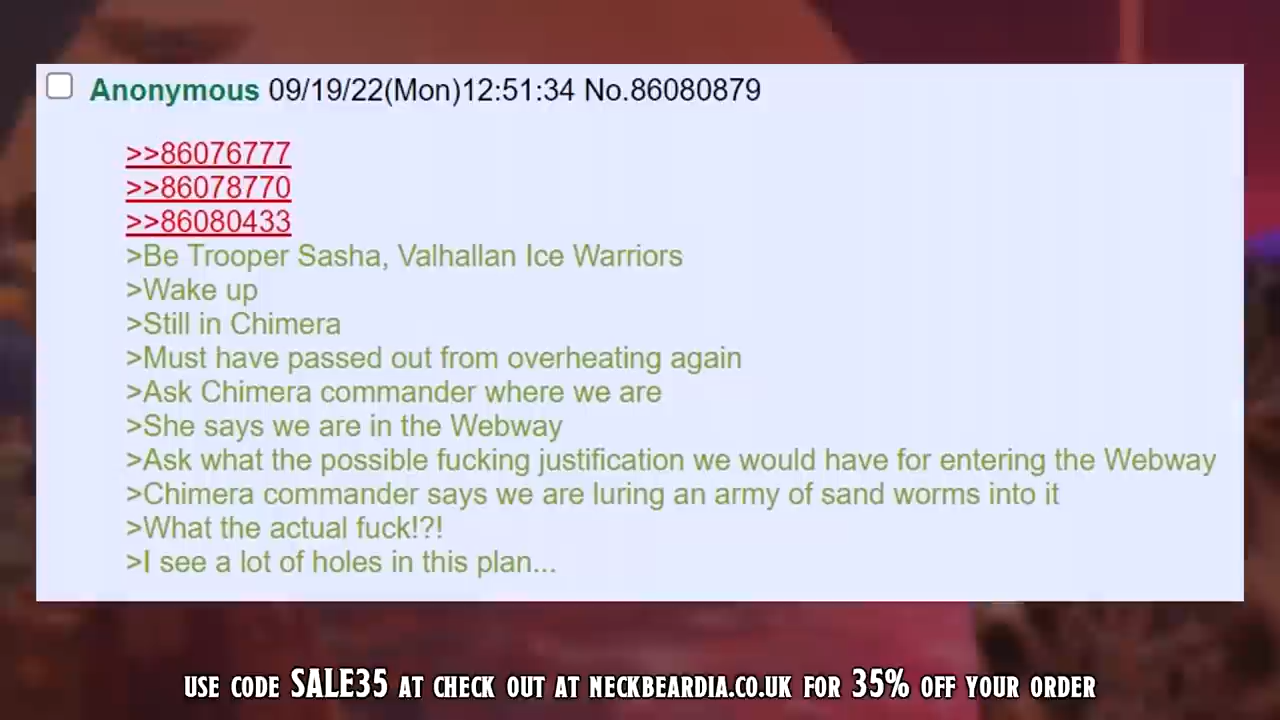 Anonymous 09/19/22(Mon)12:51:34 No.86080879
>>86076777
>>86078770
>>86080433
>Be Trooper Sasha, Valhallan Ice Warriors
>Wake up
>Still in Chimera
>Must have passed out from overheating again
>Ask Chimera commander where we are
>She says we are in the Webway
>Ask what the possible fucking justification we would have for entering the Webway
>Chimera commander says we are luring an army of sand worms into it
>What the actual fuck!?!
>I see a lot of holes in this plan...
USE CODE SALE35 AT CHECK OUT AT NECKBEARDIA.CO.UK FOR 35% OFF YOUR ORDER